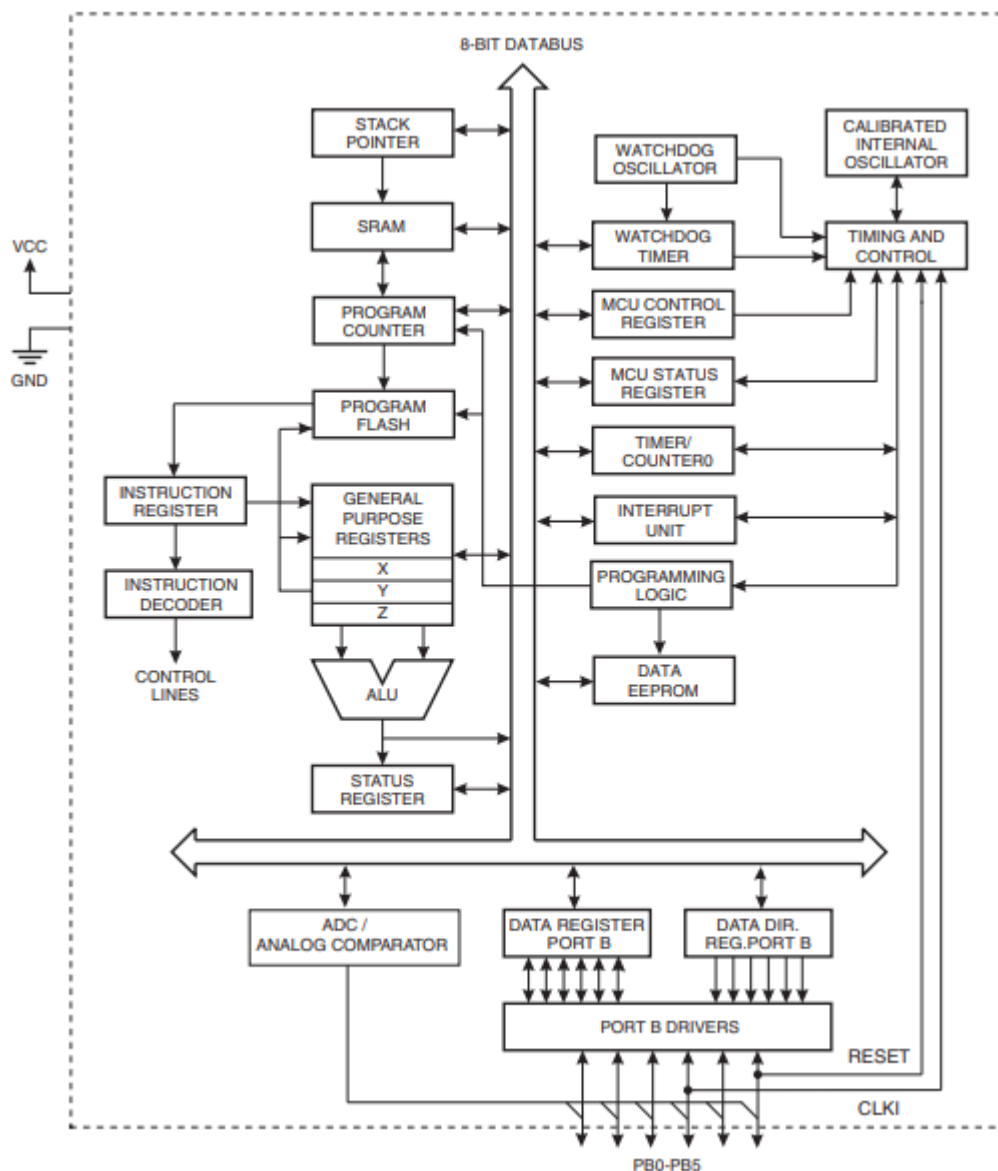 8-BIT DATABUS
STACK
POINTER
SRAM
PROGRAM
COUNTER
PROGRAM
FLASH
INSTRUCTION
REGISTER
GENERAL
PURPOSE
REGISTERS
X
Y
Z
INSTRUCTION
DECODER
CONTROL
LINES
ALU
STATUS
REGISTER
VCC
GND
WATCHDOG
OSCILLATOR
CALIBRATED
INTERNAL
OSCILLATOR
WATCHDOG
TIMER
TIMING AND
CONTROL
MCU CONTROL
REGISTER
MCU STATUS
REGISTER
TIMER/
COUNTER0
INTERRUPT
UNIT
PROGRAMMING
LOGIC
DATA
EEPROM
ADC /
ANALOG COMPARATOR
DATA REGISTER
PORT B
DATA DIR.
REG.PORT B
PORT B DRIVERS
RESET
CLKI
PB0-PB5